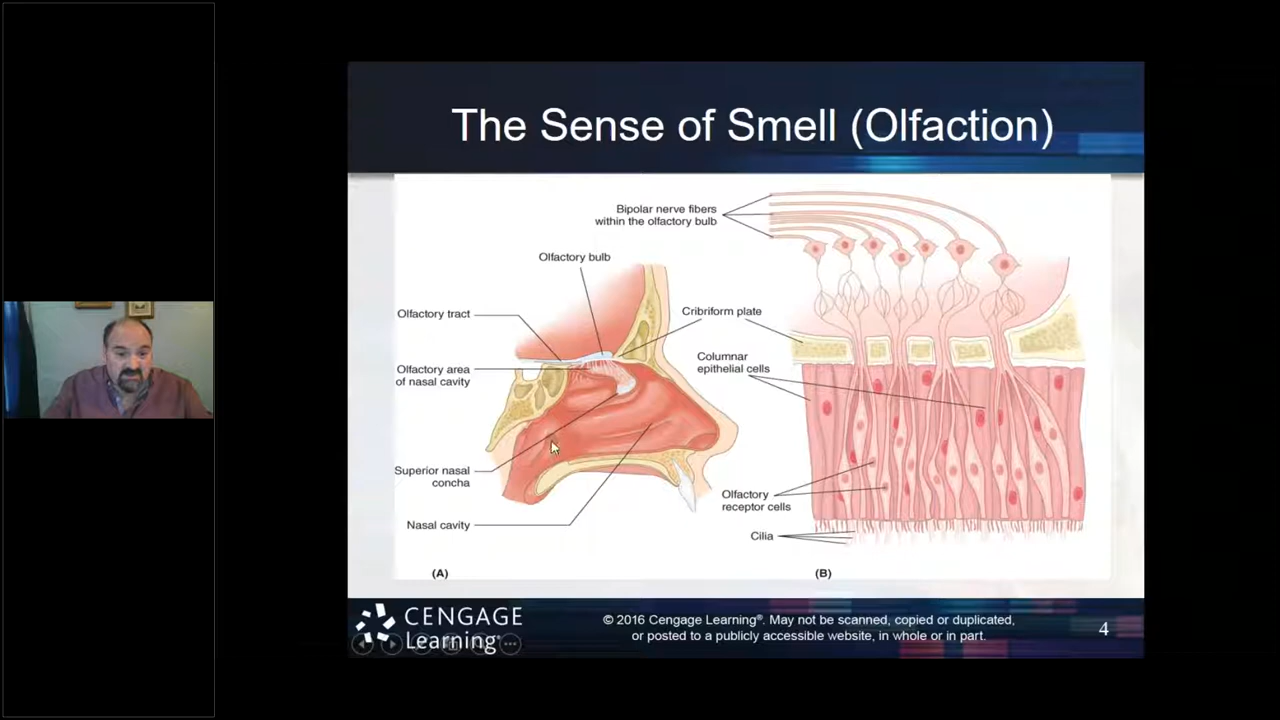 The Sense of Smell (Olfaction)
Bipolar nerve fibers
within the olfactory bulb
Olfactory bulb
Olfactory tract
Cribriform plate
Olfactory area
of nasal cavity
Columnar
epithelial cells
Superior nasal
concha
Olfactory
receptor cells
Nasal cavity
Cilia
(A)
(B)
CENGAGE
Learning®
© 2016 Cengage Learning®. May not be scanned, copied or duplicated,
or posted to a publicly accessible website, in whole or in part.
4